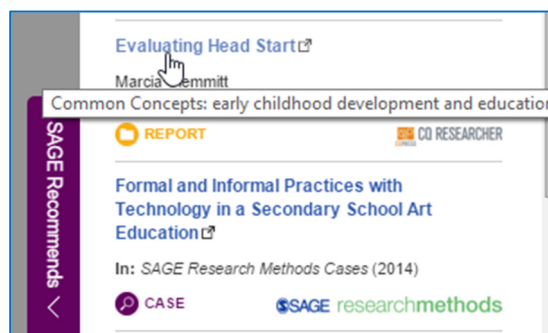 Evaluating Head Start
Marcia
Common Concepts: early childhood development and education
REPORT
CQ RESEARCHER
SAGE Recommends
Formal and Informal Practices with
Technology in a Secondary School Art
Education
In: SAGE Research Methods Cases (2014)
CASE
SAGE researchmethods